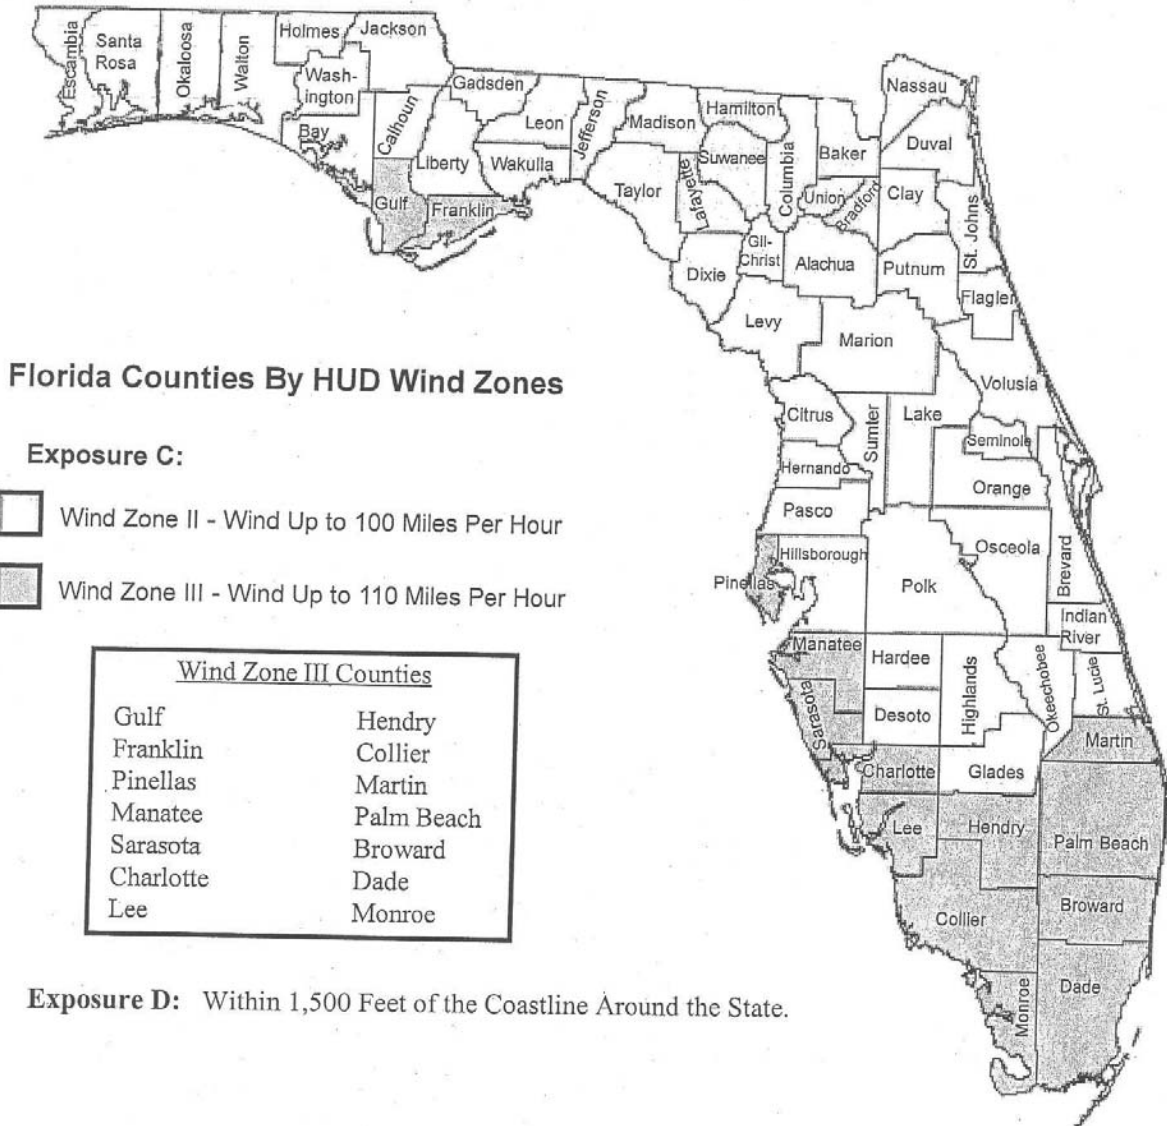 Escambia
Santa
Rosa
Okaloosa
Walton
Holmes
Jackson
Wash-
ington
Bay
Calhoun
Gulf
Liberty
Franklin
Gadsden
Leon
Wakulla
Jefferson
Madison
Taylor
Hamilton
Suwanee
Lafayette
Columbia
Baker
Nassau
Duval
Union
Bradford
Clay
St. Johns
Dixie
Gil-
Christ
Alachua
Putnum
Flagler
Levy
Marion
Volusia
Citrus
Sumter
Lake
Seminole
Hernando
Orange
Pasco
Hillsborough
Pinellas
Polk
Osceola
Brevard
Indian
River
Manatee
Hardee
Highlands
Okeechobee
St. Lucie
Sarasota
Desoto
Martin
Charlotte
Glades
Lee
Hendry
Palm Beach
Collier
Broward
Monroe
Dade
Florida Counties By HUD Wind Zones
Exposure C:
Wind Zone II - Wind Up to 100 Miles Per Hour
Wind Zone III - Wind Up to 110 Miles Per Hour
Wind Zone III Counties
Gulf Hendry
Franklin Collier
Pinellas Martin
Manatee Palm Beach
Sarasota Broward
Charlotte Dade
Lee Monroe
Exposure D: Within 1,500 Feet of the Coastline Around the State.